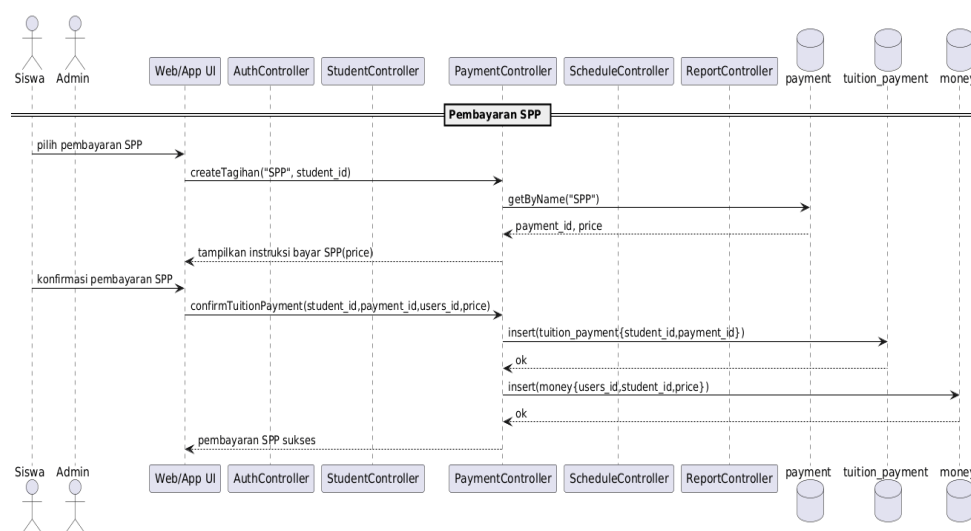 Siswa Admin Web/App UI AuthController StudentController PaymentController ScheduleController ReportController payment tuition_payment money
Pembayaran SPP
pilih pembayaran SPP
createTagihan("SPP", student_id)
getByName("SPP")
payment_id, price
tampilkan instruksi bayar SPP(price)
konfirmasi pembayaran SPP
confirmTuitionPayment(student_id,payment_id,users_id,price)
insert(tuition_payment{student_id,payment_id})
ok
insert(money{users_id,student_id,price})
ok
pembayaran SPP sukses
Siswa Admin Web/App UI AuthController StudentController PaymentController ScheduleController ReportController payment tuition_payment money